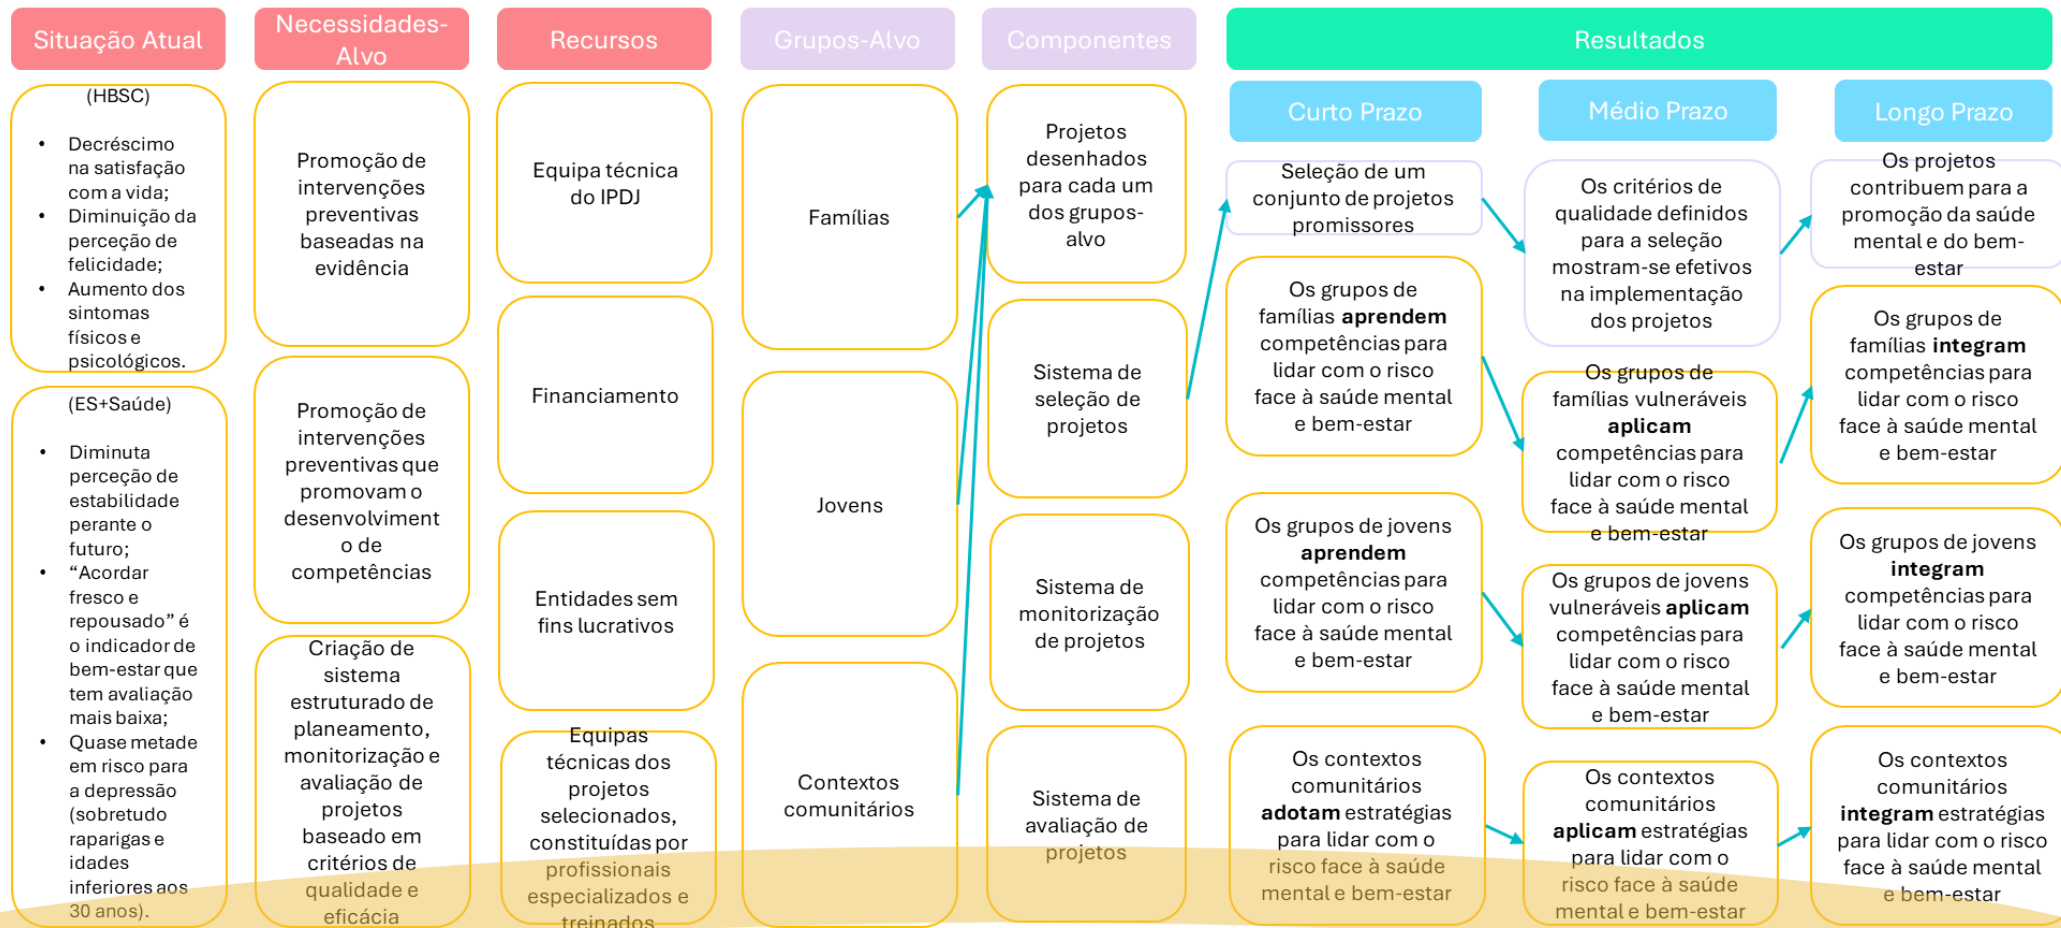 Situação Atual
Necessidades-
Alvo
Recursos
Grupos-Alvo
Componentes
Resultados
Curto Prazo
Médio Prazo
Longo Prazo
(HBSC)
• Decréscimo
na satisfação
com a vida;
• Diminuição da
perceção de
felicidade;
• Aumento dos
sintomas
físicos e
psicológicos.
(ES+Saúde)
• Diminuta
perceção de
estabilidade
perante o
futuro;
• “Acordar
fresco e
repousado” é
o indicador de
bem-estar que
tem avaliação
mais baixa;
• Quase metade
em risco para
a depressão
(sobretudo
raparigas e
idades
inferiores aos
30 anos).
Promoção de
intervenções
preventivas
baseadas na
evidência
Promoção de
intervenções
preventivas que
promovam o
desenvolviment
o de
competências
Criação de
sistema
estruturado de
planeamento,
monitorização e
avaliação de
projetos
baseado em
critérios de
qualidade e
eficácia
Equipa técnica
do IPDJ
Financiamento
Entidades sem
fins lucrativos
Equipas
técnicas dos
projetos
selecionados,
constituídas por
profissionais
especializados e
treinados
Famílias
Jovens
Contextos
comunitários
Projetos
desenhados
para cada um
dos grupos-
alvo
Sistema de
seleção de
projetos
Sistema de
monitorização
de projetos
Sistema de
avaliação de
projetos
Seleção de um
conjunto de projetos
promissores
Os grupos de
famílias aprendem
competências para
lidar com o risco
face à saúde mental
e bem-estar
Os grupos de jovens
aprendem
competências para
lidar com o risco
face à saúde mental
e bem-estar
Os contextos
comunitários
adotam estratégias
para lidar com o
risco face à saúde
mental e bem-estar
Os critérios de
qualidade definidos
para a seleção
mostram-se efetivos
na implementação
dos projetos
Os grupos de
famílias vulneráveis
aplicam
competências para
lidar com o risco
face à saúde mental
e bem-estar
Os grupos de jovens
vulneráveis aplicam
competências para
lidar com o risco
face à saúde mental
e bem-estar
Os contextos
comunitários
aplicam estratégias
para lidar com o
risco face à saúde
mental e bem-estar
Os projetos
contribuem para a
promoção da saúde
mental e do bem-
estar
Os grupos de
famílias integram
competências para
lidar com o risco
face à saúde mental
e bem-estar
Os grupos de jovens
integram
competências para
lidar com o risco
face à saúde mental
e bem-estar
Os contextos
comunitários
integram estratégias
para lidar com o risco
face à saúde mental
e bem-estar